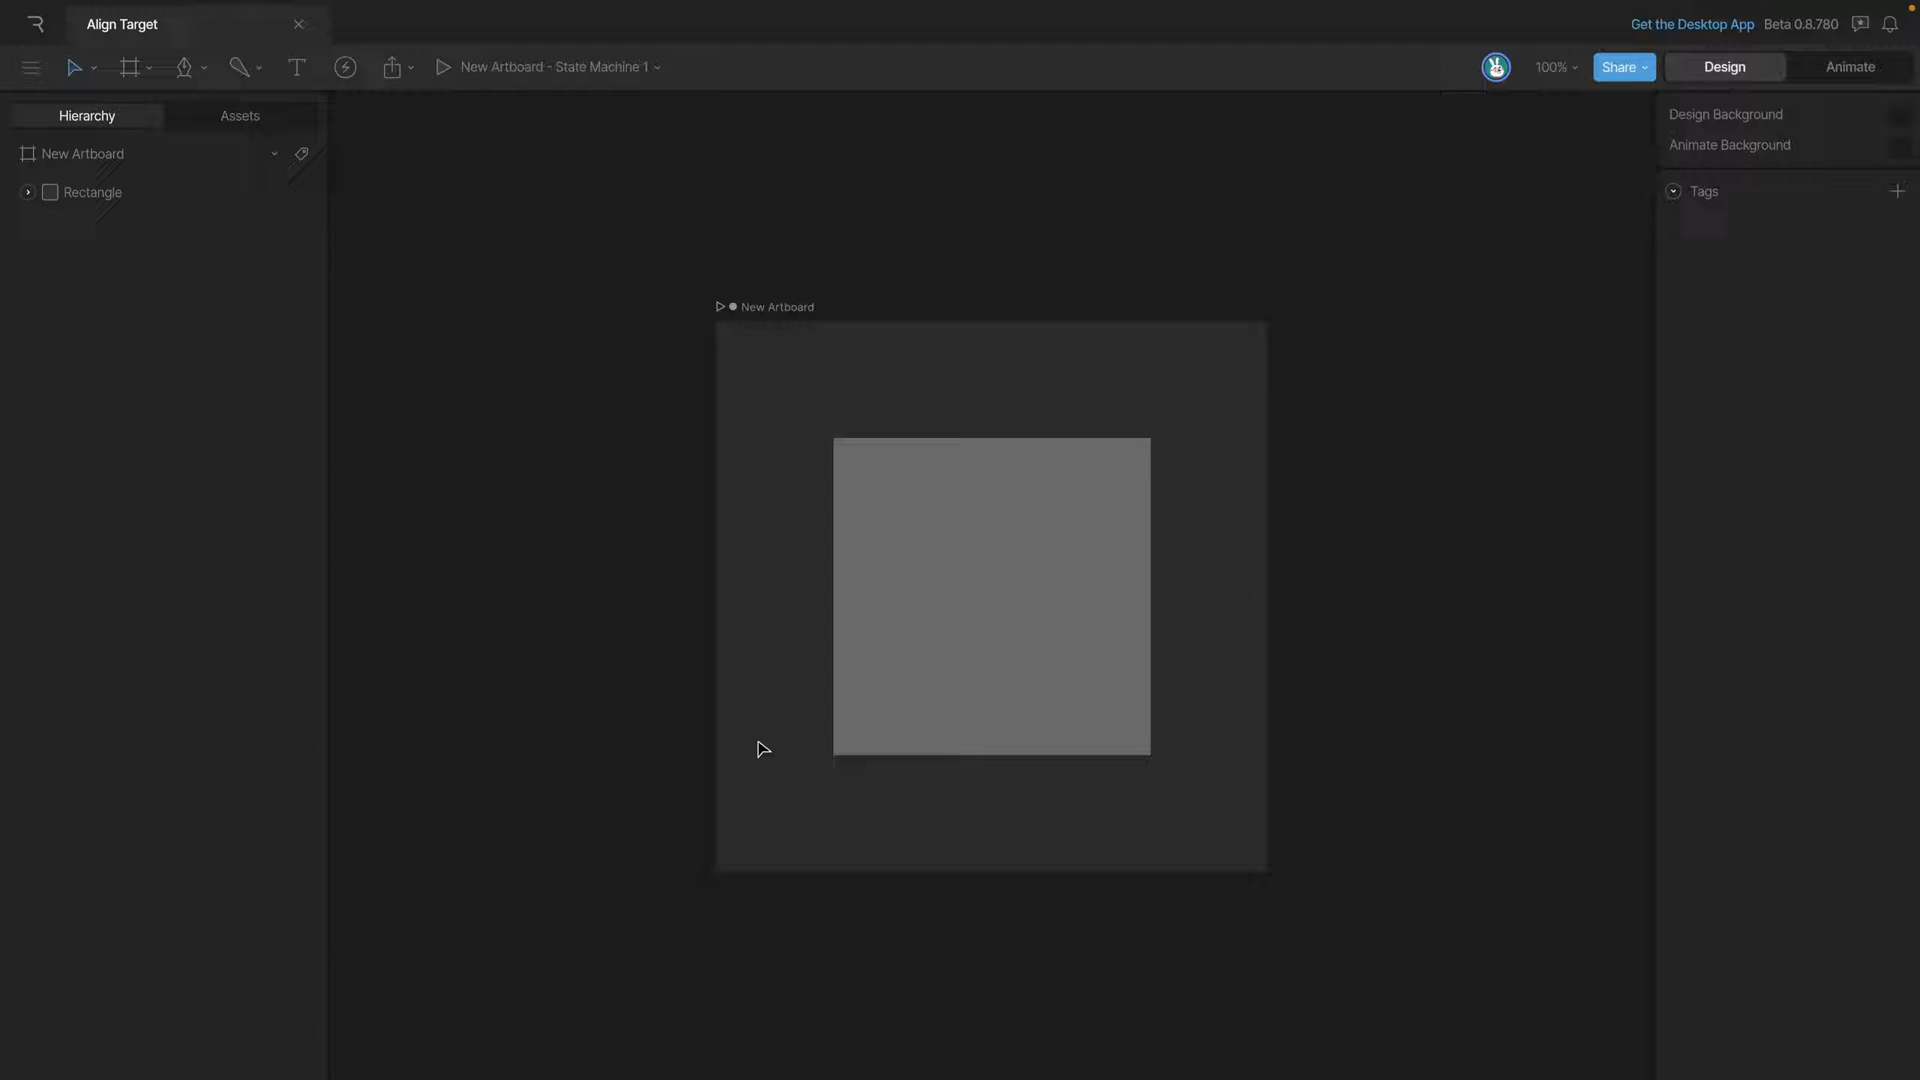 Align Target
Get the Desktop App Beta 0.8.780
New Artboard - State Machine 1
100%
Share
Design
Animate
Hierarchy
Assets
New Artboard
Rectangle
Design Background
Animate Background
Tags
New Artboard